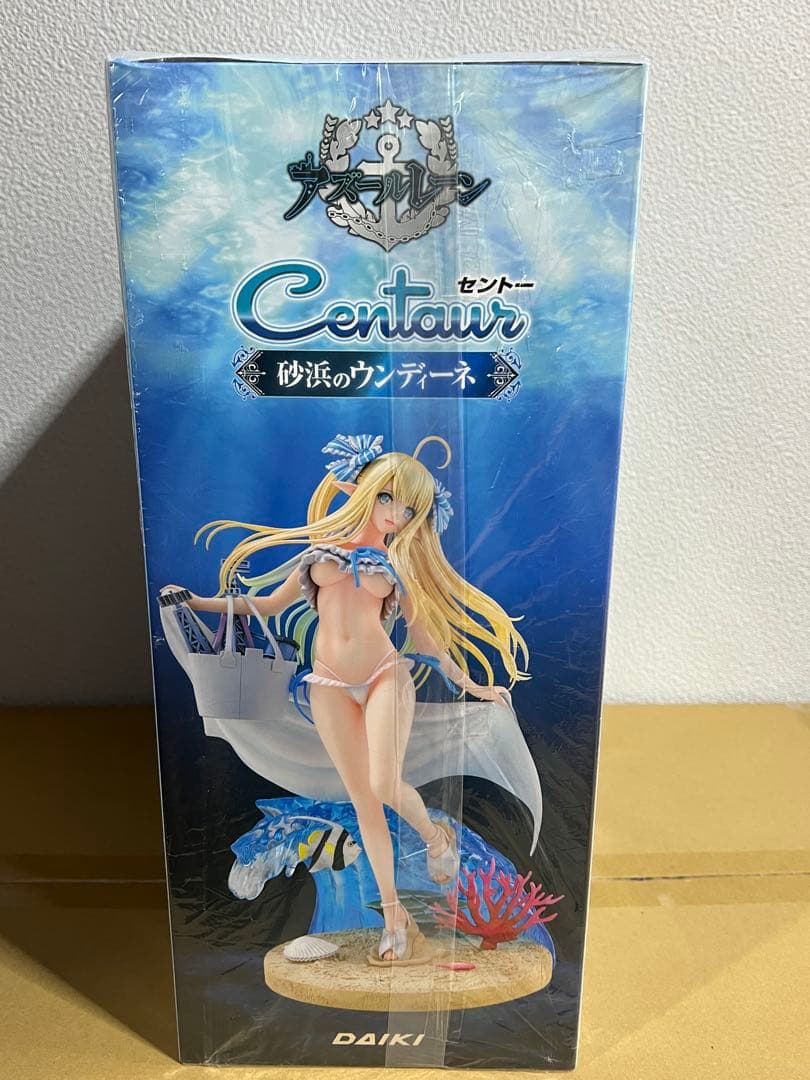 アズールレーン
セントー
Centaur
砂浜のウンディーネ
DAIKI